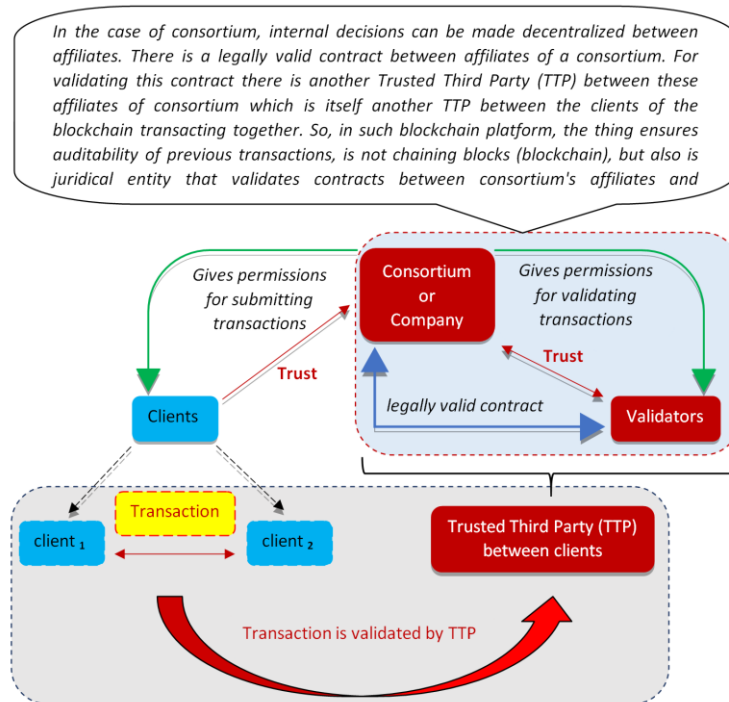 In the case of consortium, internal decisions can be made decentralized between
affiliates. There is a legally valid contract between affiliates of a consortium. For
validating this contract there is another Trusted Third Party (TTP) between these
affiliates of consortium which is itself another TTP between the clients of the
blockchain transacting together. So, in such blockchain platform, the thing ensures
auditability of previous transactions, is not chaining blocks (blockchain), but also is
juridical entity that validates contracts between consortium's affiliates and
Consortium
or
Company
Gives permissions
for submitting
transactions
Gives permissions
for validating
transactions
Trust
Trust
legally valid contract
Clients
Validators
Transaction
client 1
client 2
Trusted Third Party (TTP)
between clients
Transaction is validated by TTP